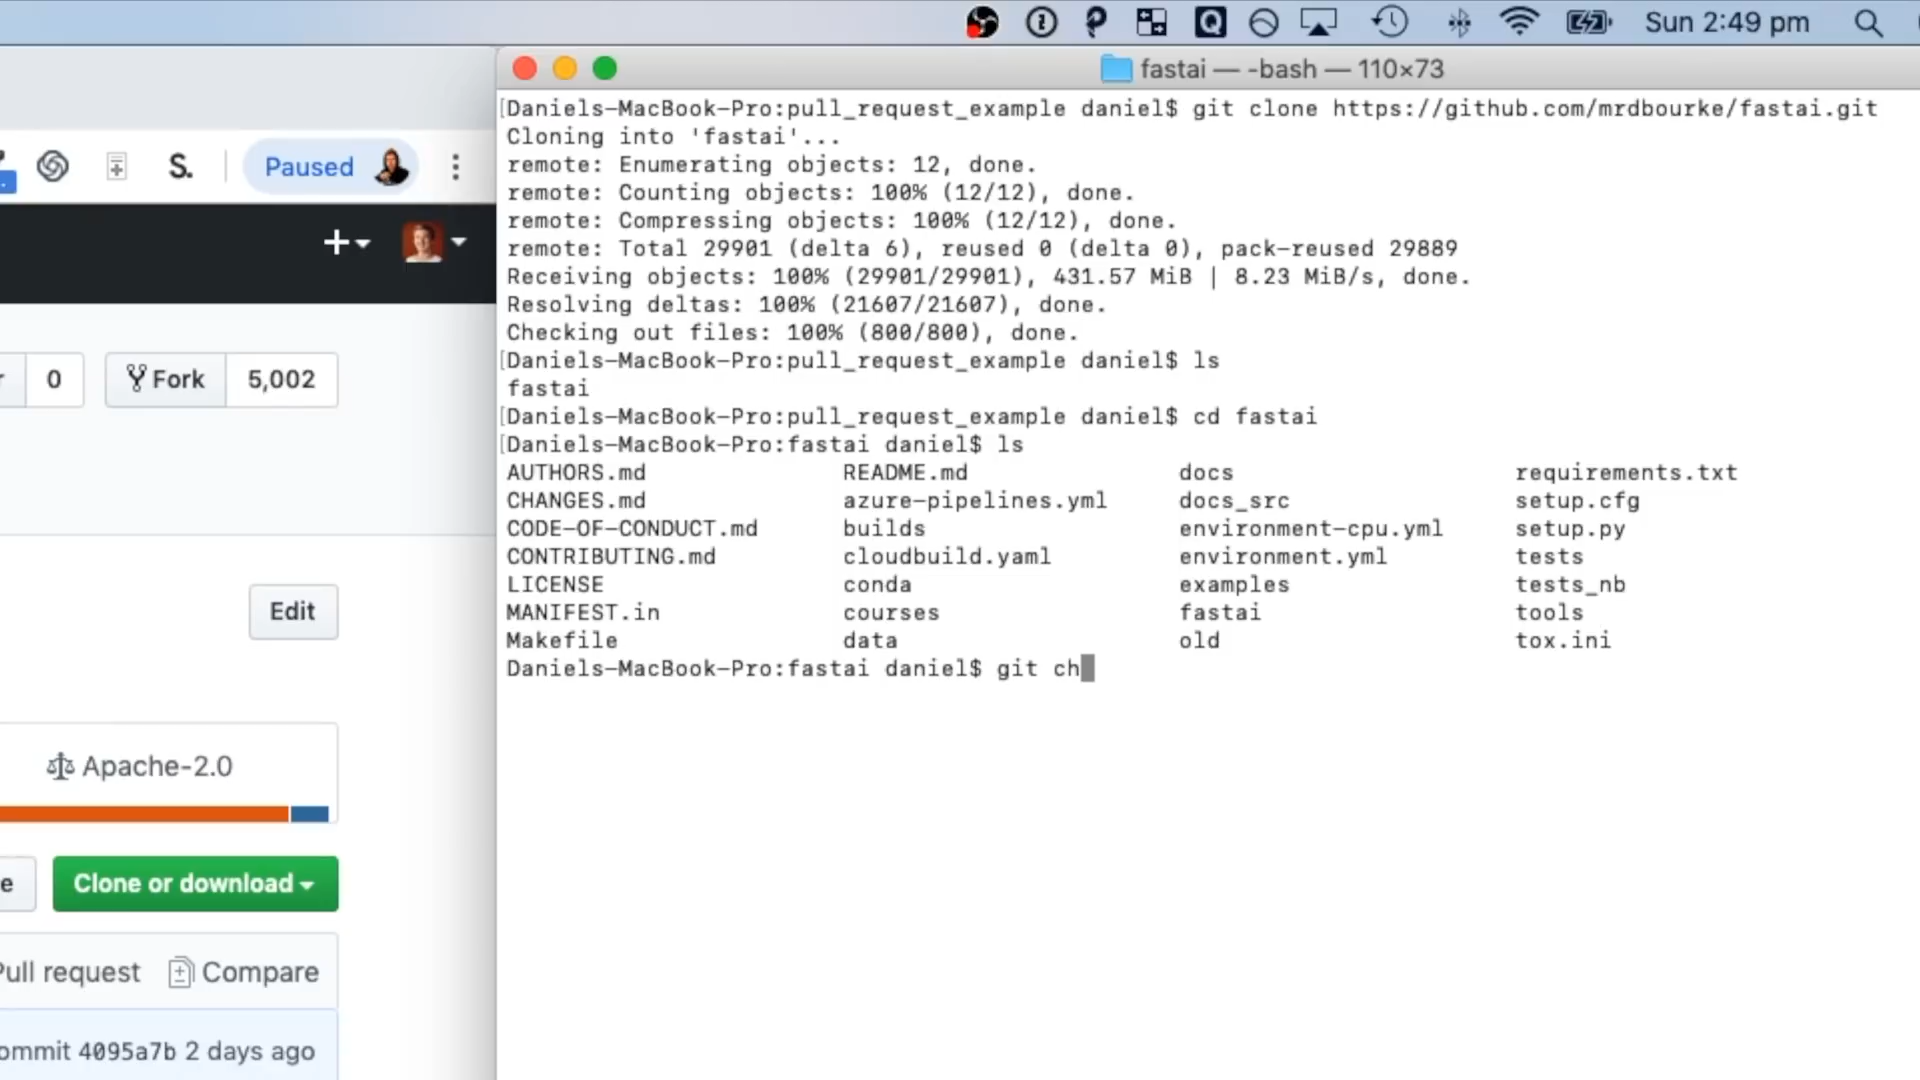 Sun 2:49 pm
fastai — -bash — 110×73
Paused
S.
0
Fork 5,002
Edit
Apache-2.0
Clone or download
Pull request Compare
4095a7b 2 days ago
Daniels-MacBook-Pro:pull_request_example daniel$ git clone https://github.com/mrdbourke/fastai.git
Cloning into 'fastai'...
remote: Enumerating objects: 12, done.
remote: Counting objects: 100% (12/12), done.
remote: Compressing objects: 100% (12/12), done.
remote: Total 29901 (delta 6), reused 0 (delta 0), pack-reused 29889
Receiving objects: 100% (29901/29901), 431.57 MiB | 8.23 MiB/s, done.
Resolving deltas: 100% (21607/21607), done.
Checking out files: 100% (800/800), done.
Daniels-MacBook-Pro:pull_request_example daniel$ ls
fastai
Daniels-MacBook-Pro:pull_request_example daniel$ cd fastai
Daniels-MacBook-Pro:fastai daniel$ ls
AUTHORS.md README.md docs requirements.txt
CHANGES.md azure-pipelines.yml docs_src setup.cfg
CODE-OF-CONDUCT.md builds environment-cpu.yml setup.py
CONTRIBUTING.md cloudbuild.yaml environment.yml tests
LICENSE conda examples tests_nb
MANIFEST.in courses fastai tools
Makefile data old tox.ini
Daniels-MacBook-Pro:fastai daniel$ git ch